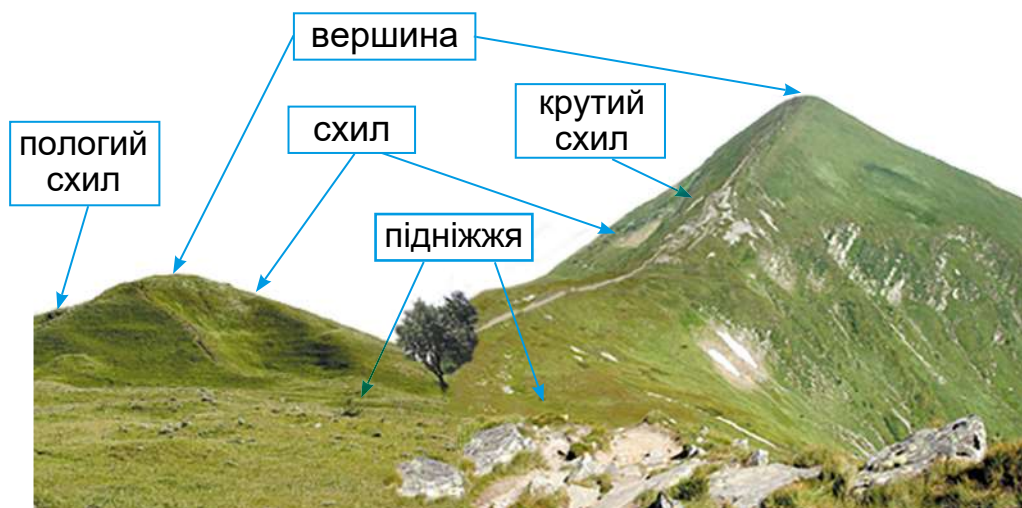 вершина
пологий
схил
схил
крутий
схил
підніжжя